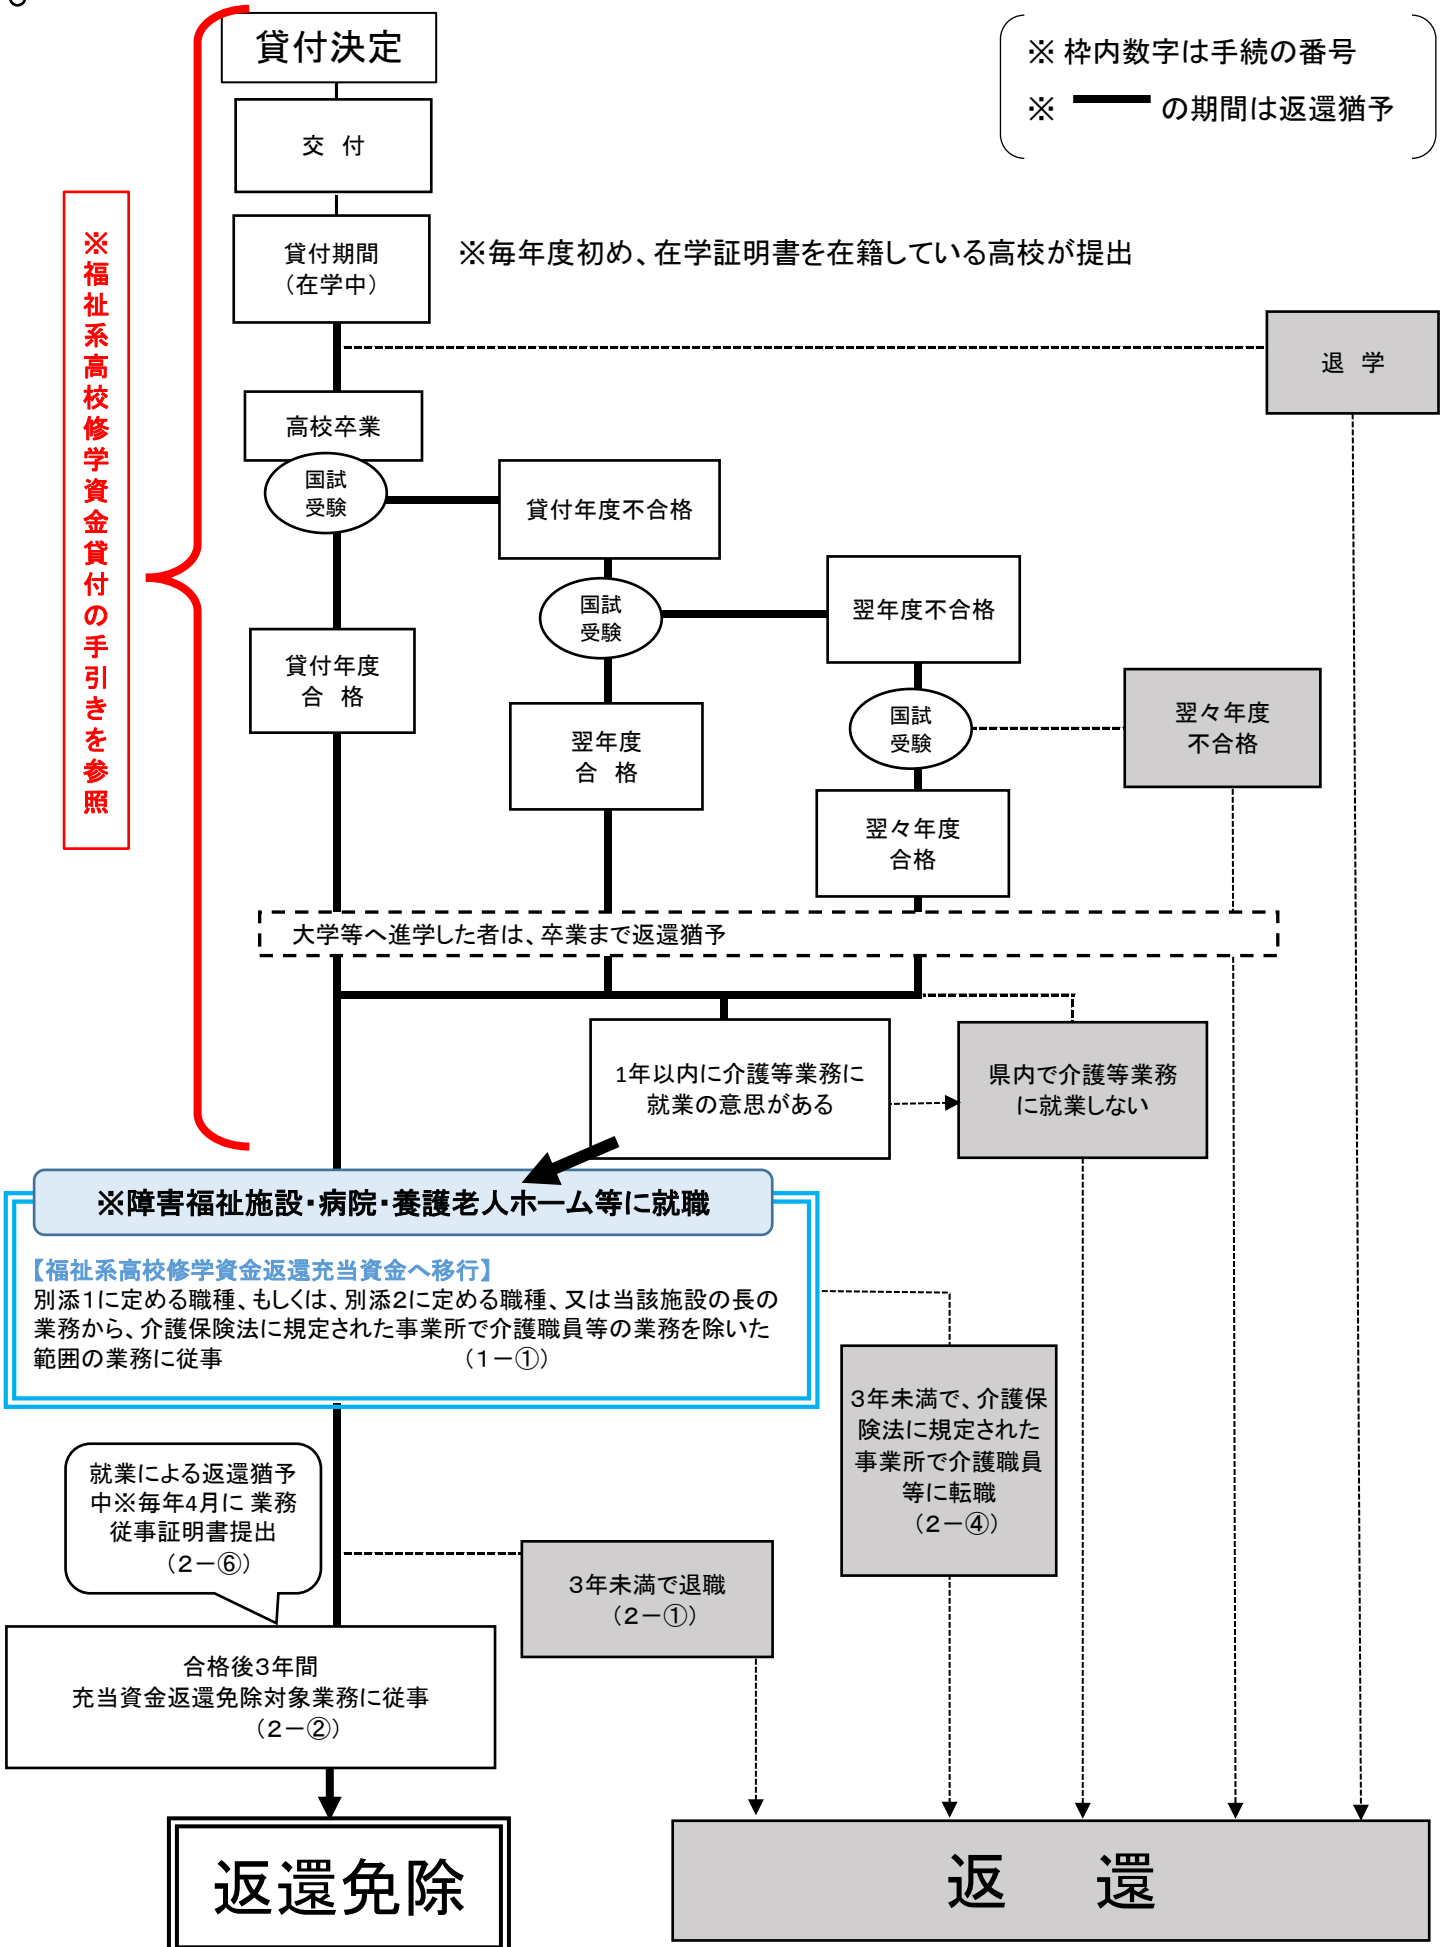 貸付決定
※ 枠内数字は手続の番号
※ の期間は返還猶予
交 付
※福祉系高校修学資金貸付の手引きを参照
貸付期間
（在学中）
※毎年度初め、在学証明書を在籍している高校が提出
退 学
高校卒業
国試
受験
貸付年度不合格
国試
受験
翌年度不合格
貸付年度
合 格
翌年度
合 格
国試
受験
翌々年度
不合格
翌々年度
合格
大学等へ進学した者は、卒業まで返還猶予
1年以内に介護等業務に
就業の意思がある
県内で介護等業務
に就業しない
※障害福祉施設・病院・養護老人ホーム等に就職
【福祉系高校修学資金返還充当資金へ移行】
別添１に定める職種、もしくは、別添２に定める職種、又は当該施設の長の
業務から、介護保険法に規定された事業所で介護職員等の業務を除いた
範囲の業務に従事 （１－①）
３年未満で、介護保
険法に規定された
事業所で介護職員
等に転職
（２－④）
就業による返還猶予
中※毎年4月に 業務
従事証明書提出
（２－⑥）
３年未満で退職
（２－①）
合格後３年間
充当資金返還免除対象業務に従事
（２－②）
返還免除
返 還